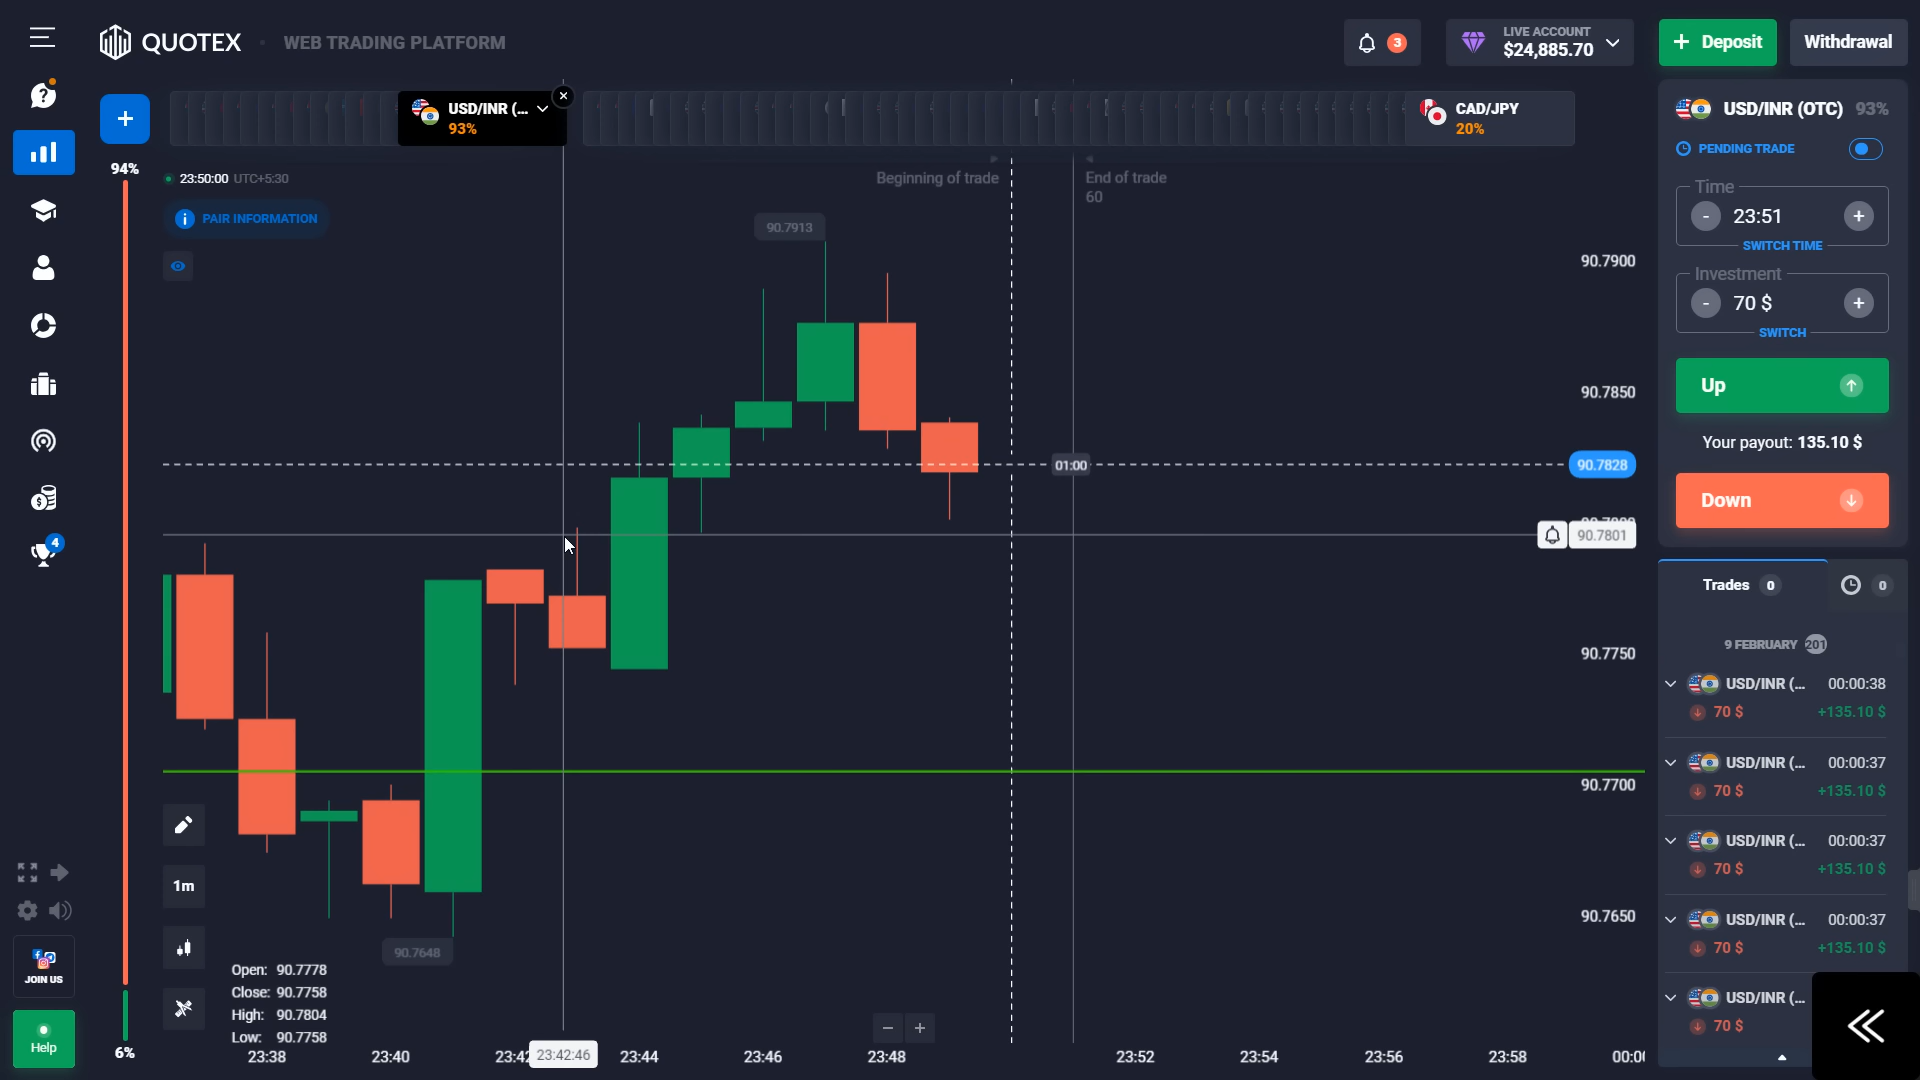 QUOTEX
WEB TRADING PLATFORM
3
LIVE ACCOUNT
$24,885.70
+ Deposit
Withdrawal
+
USD/INR (...
93%
CAD/JPY
20%
94%
23:50:00 UTC+5:30
PAIR INFORMATION
Beginning of trade
End of trade
60
90.7913
90.7900
90.7850
01:00
90.7828
90.7801
90.7750
90.7700
90.7650
90.7648
1m
Open: 90.7778
Close: 90.7758
High: 90.7804
Low: 90.7758
23:38
23:40
23:42
23:42:46
23:44
23:46
23:48
23:52
23:54
23:56
23:58
6%
4
JOIN US
Help
USD/INR (OTC) 93%
PENDING TRADE
Time
- 23:51 +
SWITCH TIME
Investment
- 70 $ +
SWITCH
Up
Your payout: 135.10 $
Down
Trades 0
0
9 FEBRUARY 201
USD/INR (... 00:00:38
70 $ +135.10 $
USD/INR (... 00:00:37
70 $ +135.10 $
USD/INR (... 00:00:37
70 $ +135.10 $
USD/INR (... 00:00:37
70 $ +135.10 $
USD/INR (...
70 $